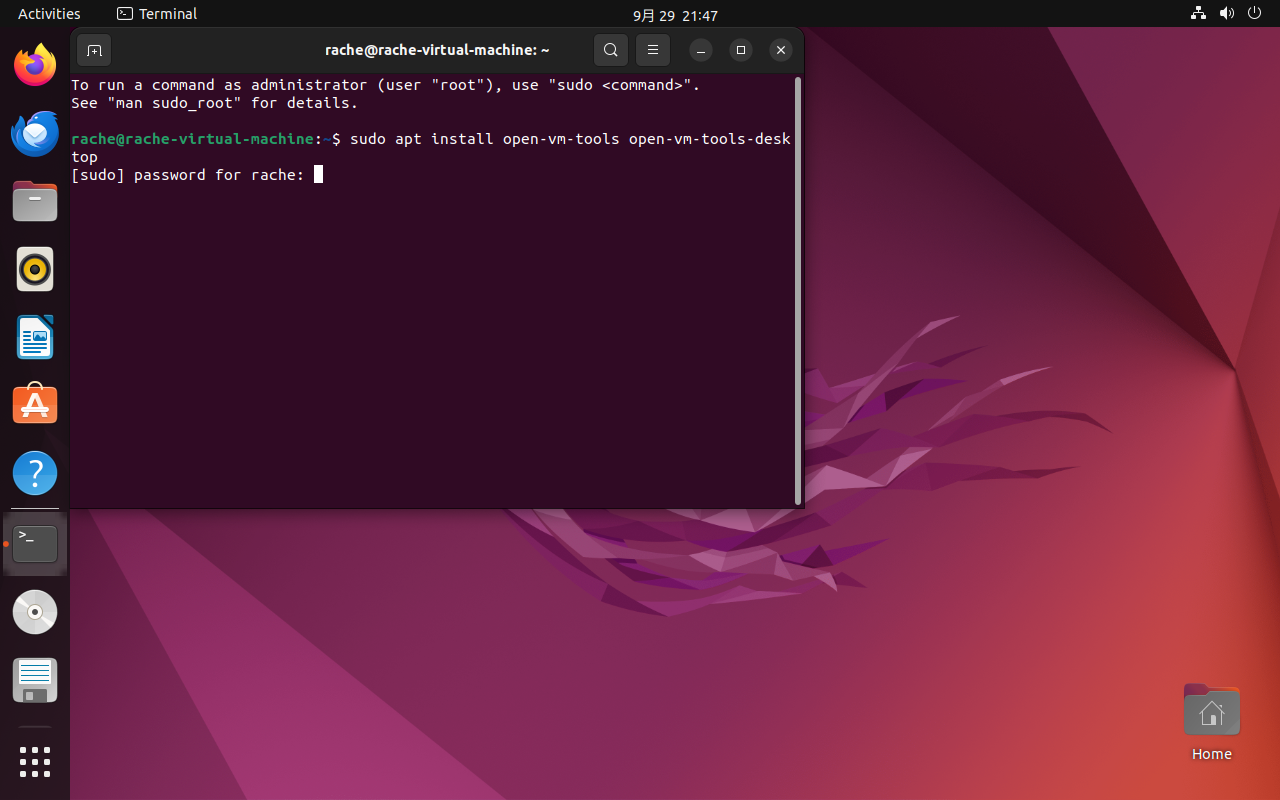 Activities
Terminal
9月 29 21:47
rache@rache-virtual-machine: ~
To run a command as administrator (user "root"), use "sudo <command>".
See "man sudo_root" for details.
rache@rache-virtual-machine:~$ sudo apt install open-vm-tools open-vm-tools-desk
top
[sudo] password for rache:
Home